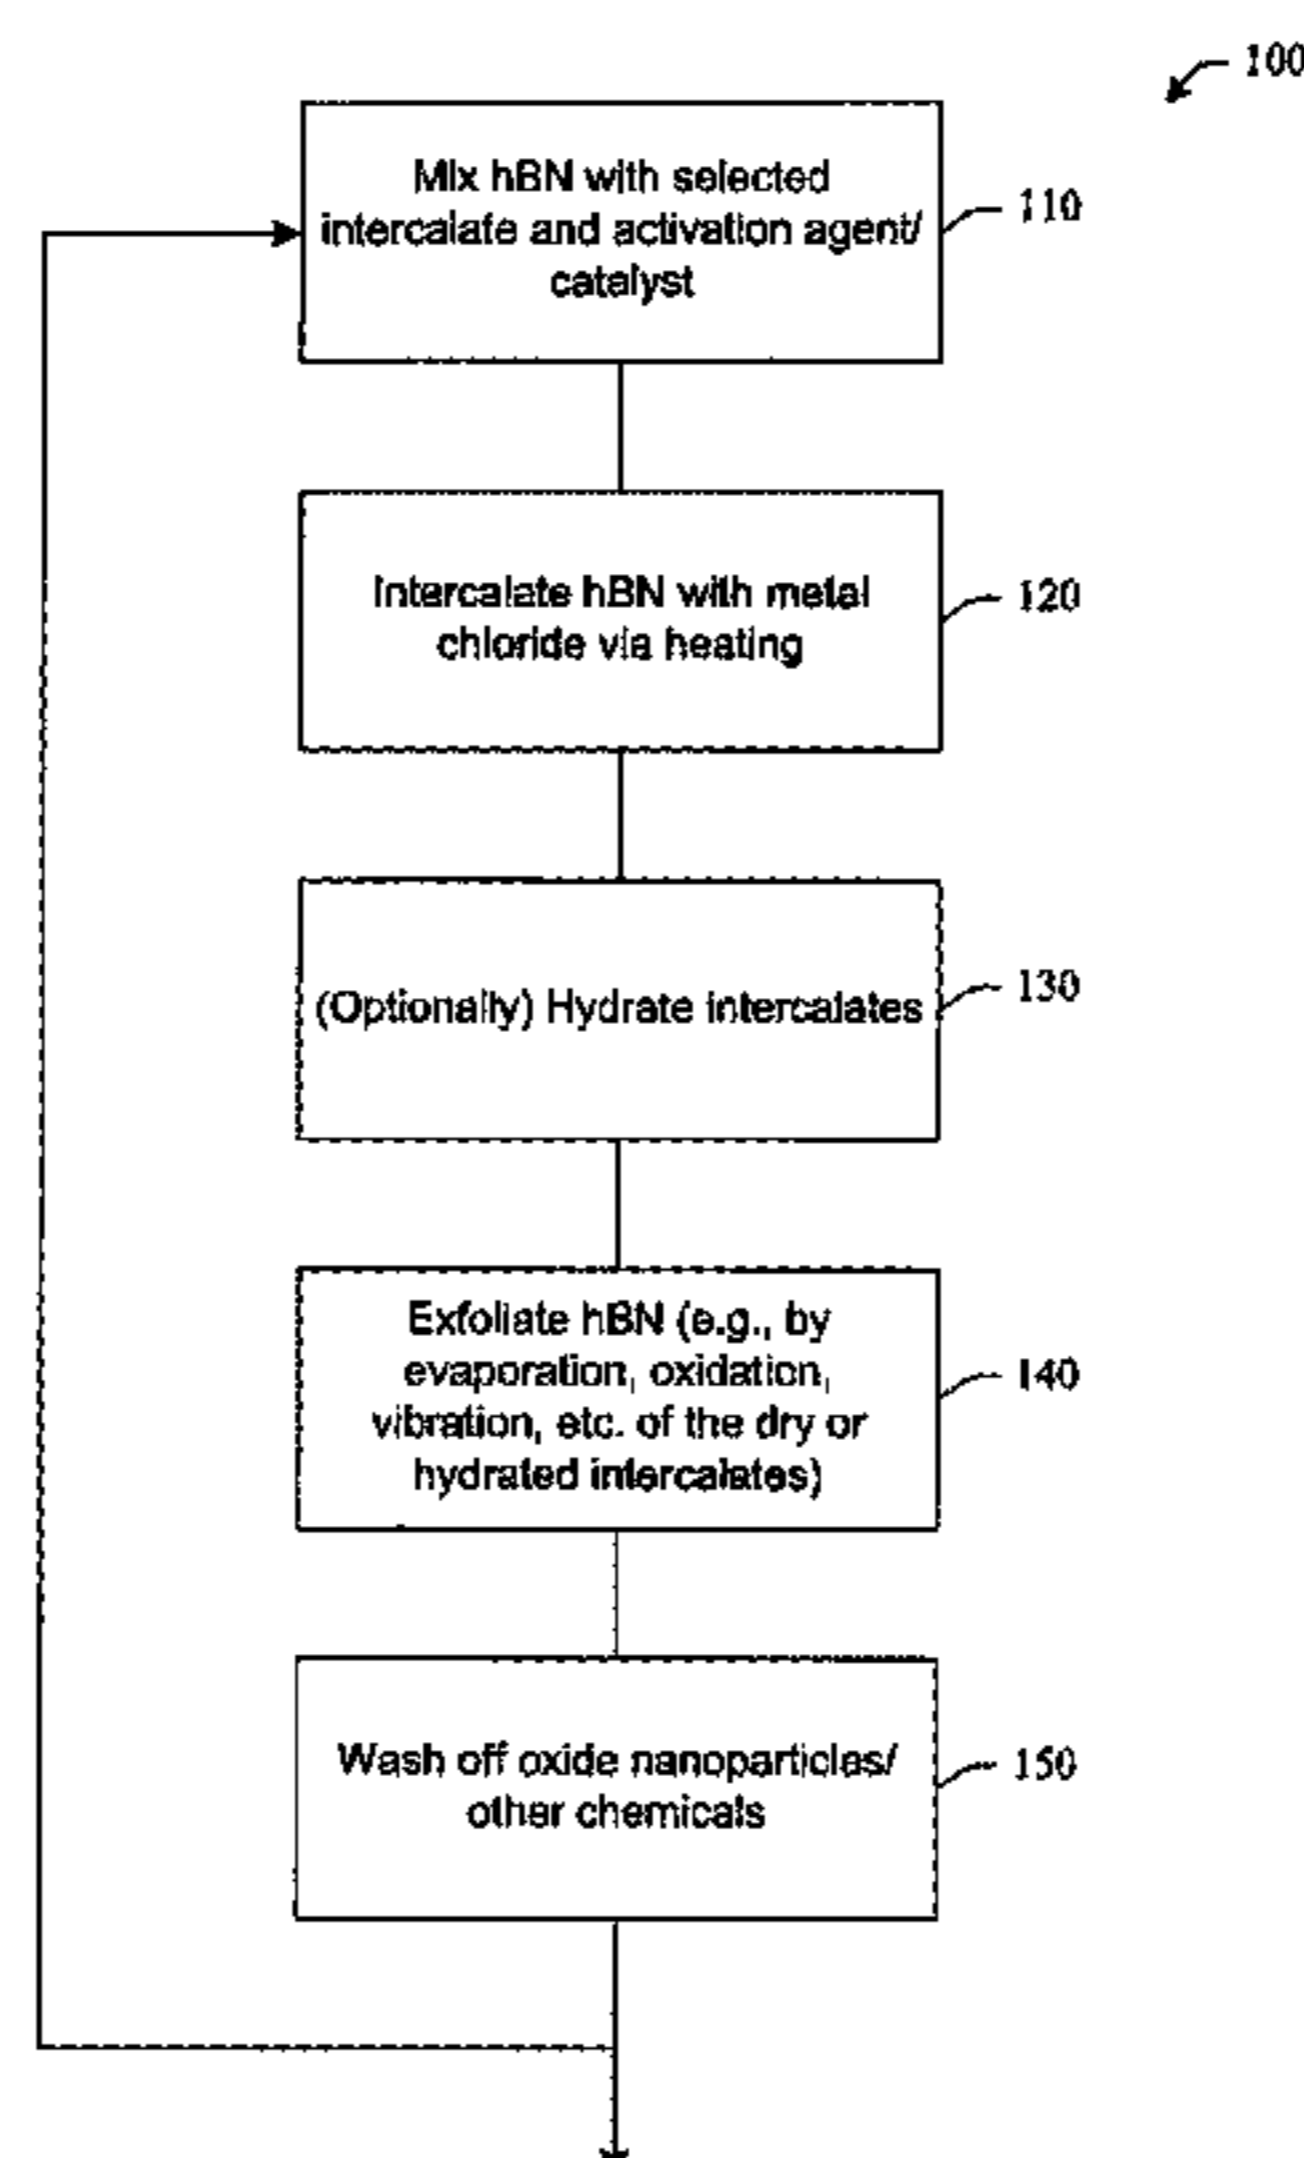 100
Mix hBN with selected
intercalate and activation agent/
catalyst
110
Intercalate hBN with metal
chloride via heating
120
(Optionally) Hydrate intercalates
130
Exfoliate hBN (e.g., by
evaporation, oxidation,
vibration, etc. of the dry or
hydrated intercalates)
140
Wash off oxide nanoparticles/
other chemicals
150